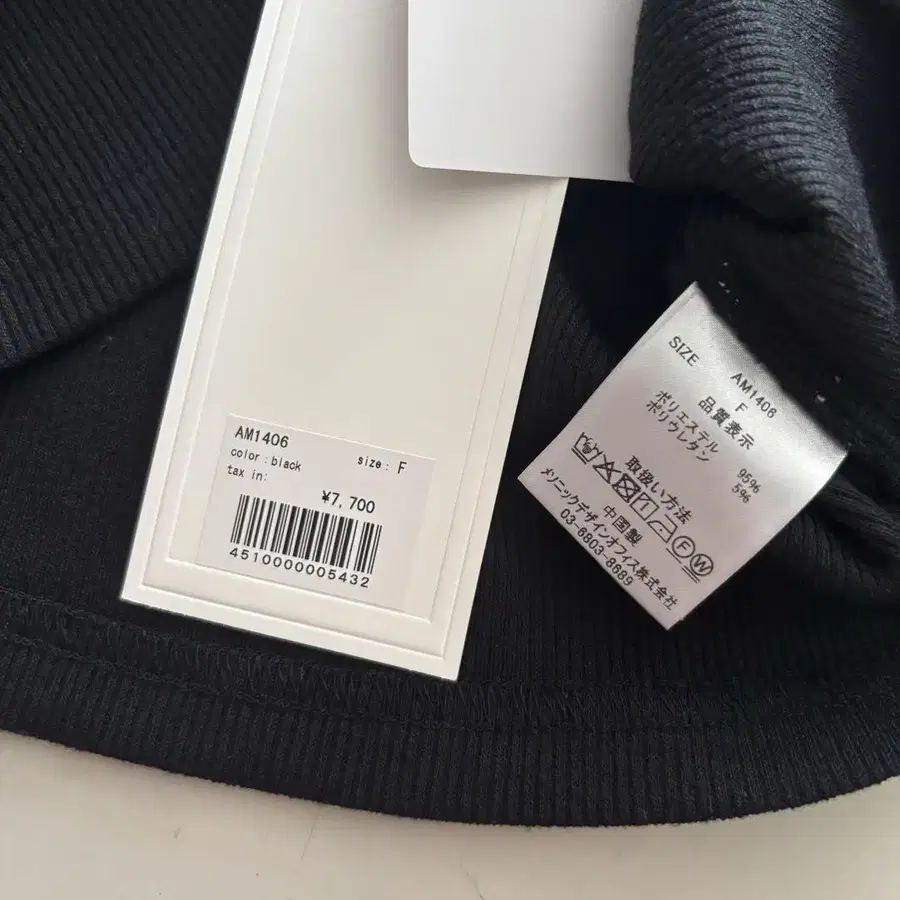 AM1406
color : black size : F
tax in:
¥7,700
4510000005432
AM1406
SIZE F
品質表示
ポリエステル 95%
ポリウレタン 5%
取扱い方法
F W
中国製
メソニックデザインオフィス株式会社
03-6803-8689